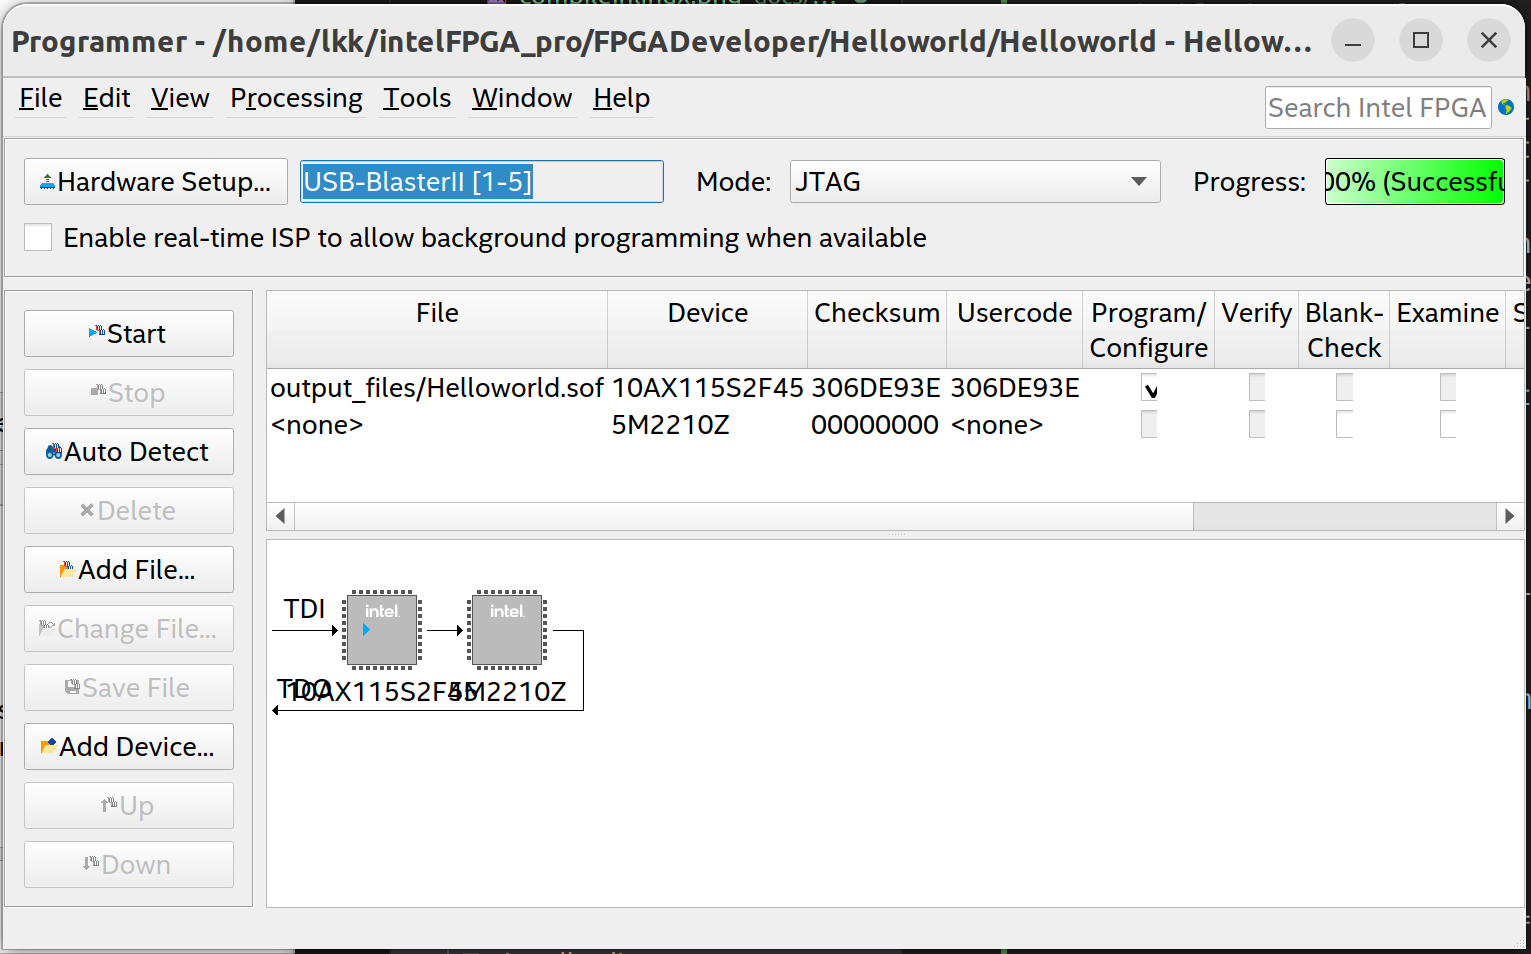 Programmer - /home/lkk/intelFPGA_pro/FPGADeveloper/Helloworld/Helloworld - Hellow...
File Edit View Processing Tools Window Help
Search Intel FPGA
Hardware Setup... USB-BlasterII [1-5] Mode: JTAG Progress: 00% (Successfu
Enable real-time ISP to allow background programming when available
Start
Stop
Auto Detect
Delete
Add File...
Change File...
Save File
Add Device...
Up
Down
File Device Checksum Usercode Program/ Verify Blank- Examine S
Configure Check
output_files/Helloworld.sof 10AX115S2F45 306DE93E 306DE93E
<none> 5M2210Z 00000000 <none>
TDI
intel intel
TDO
10AX115S2F45 5M2210Z